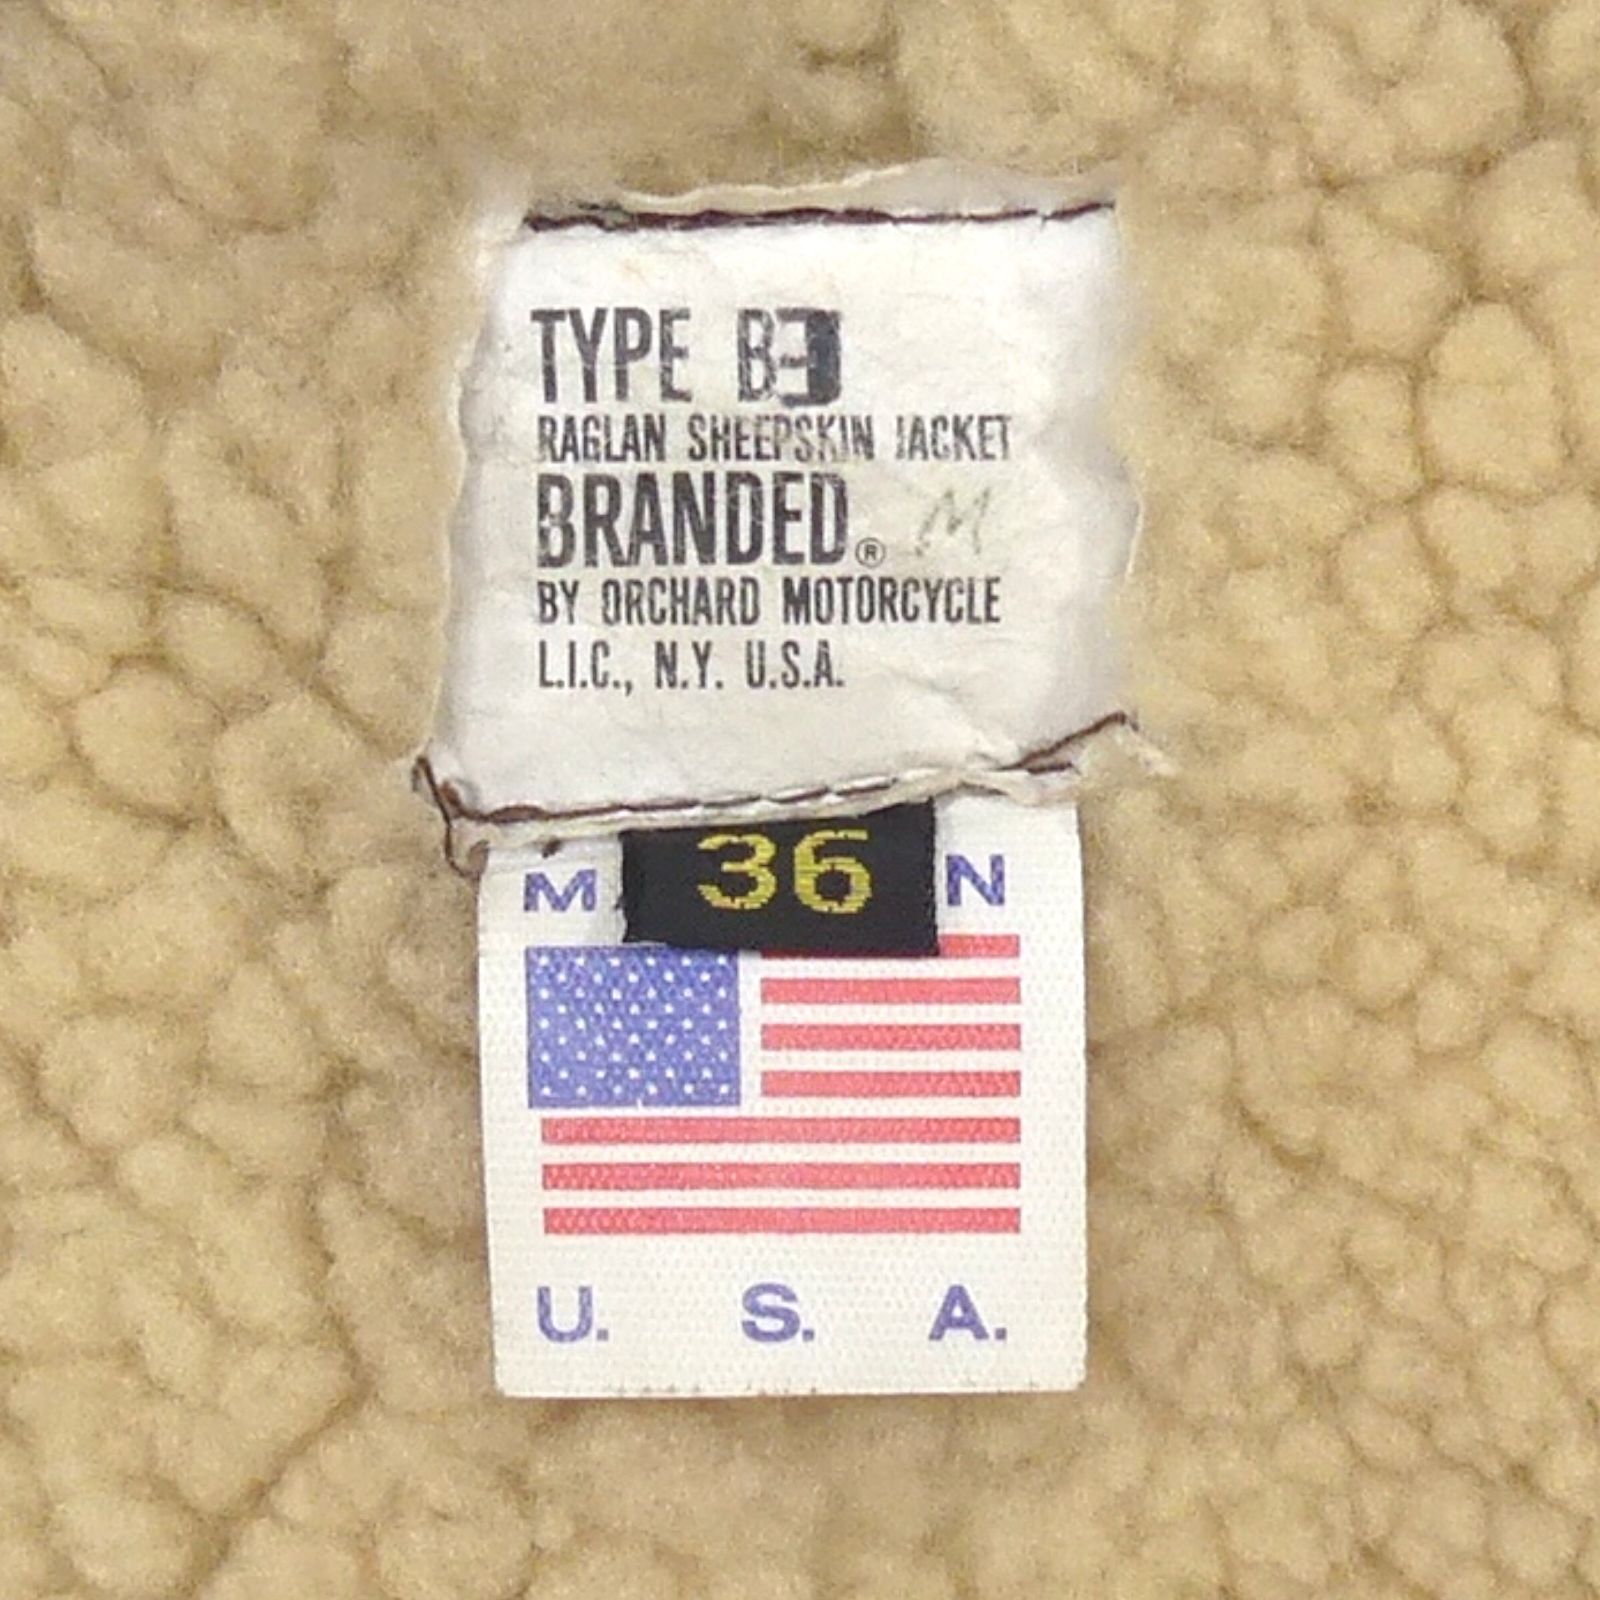 TYPE B3
RAGLAN SHEEPSKIN JACKET
BRANDED® M
BY ORCHARD MOTORCYCLE
L.I.C., N.Y. U.S.A.
36
U. S. A.